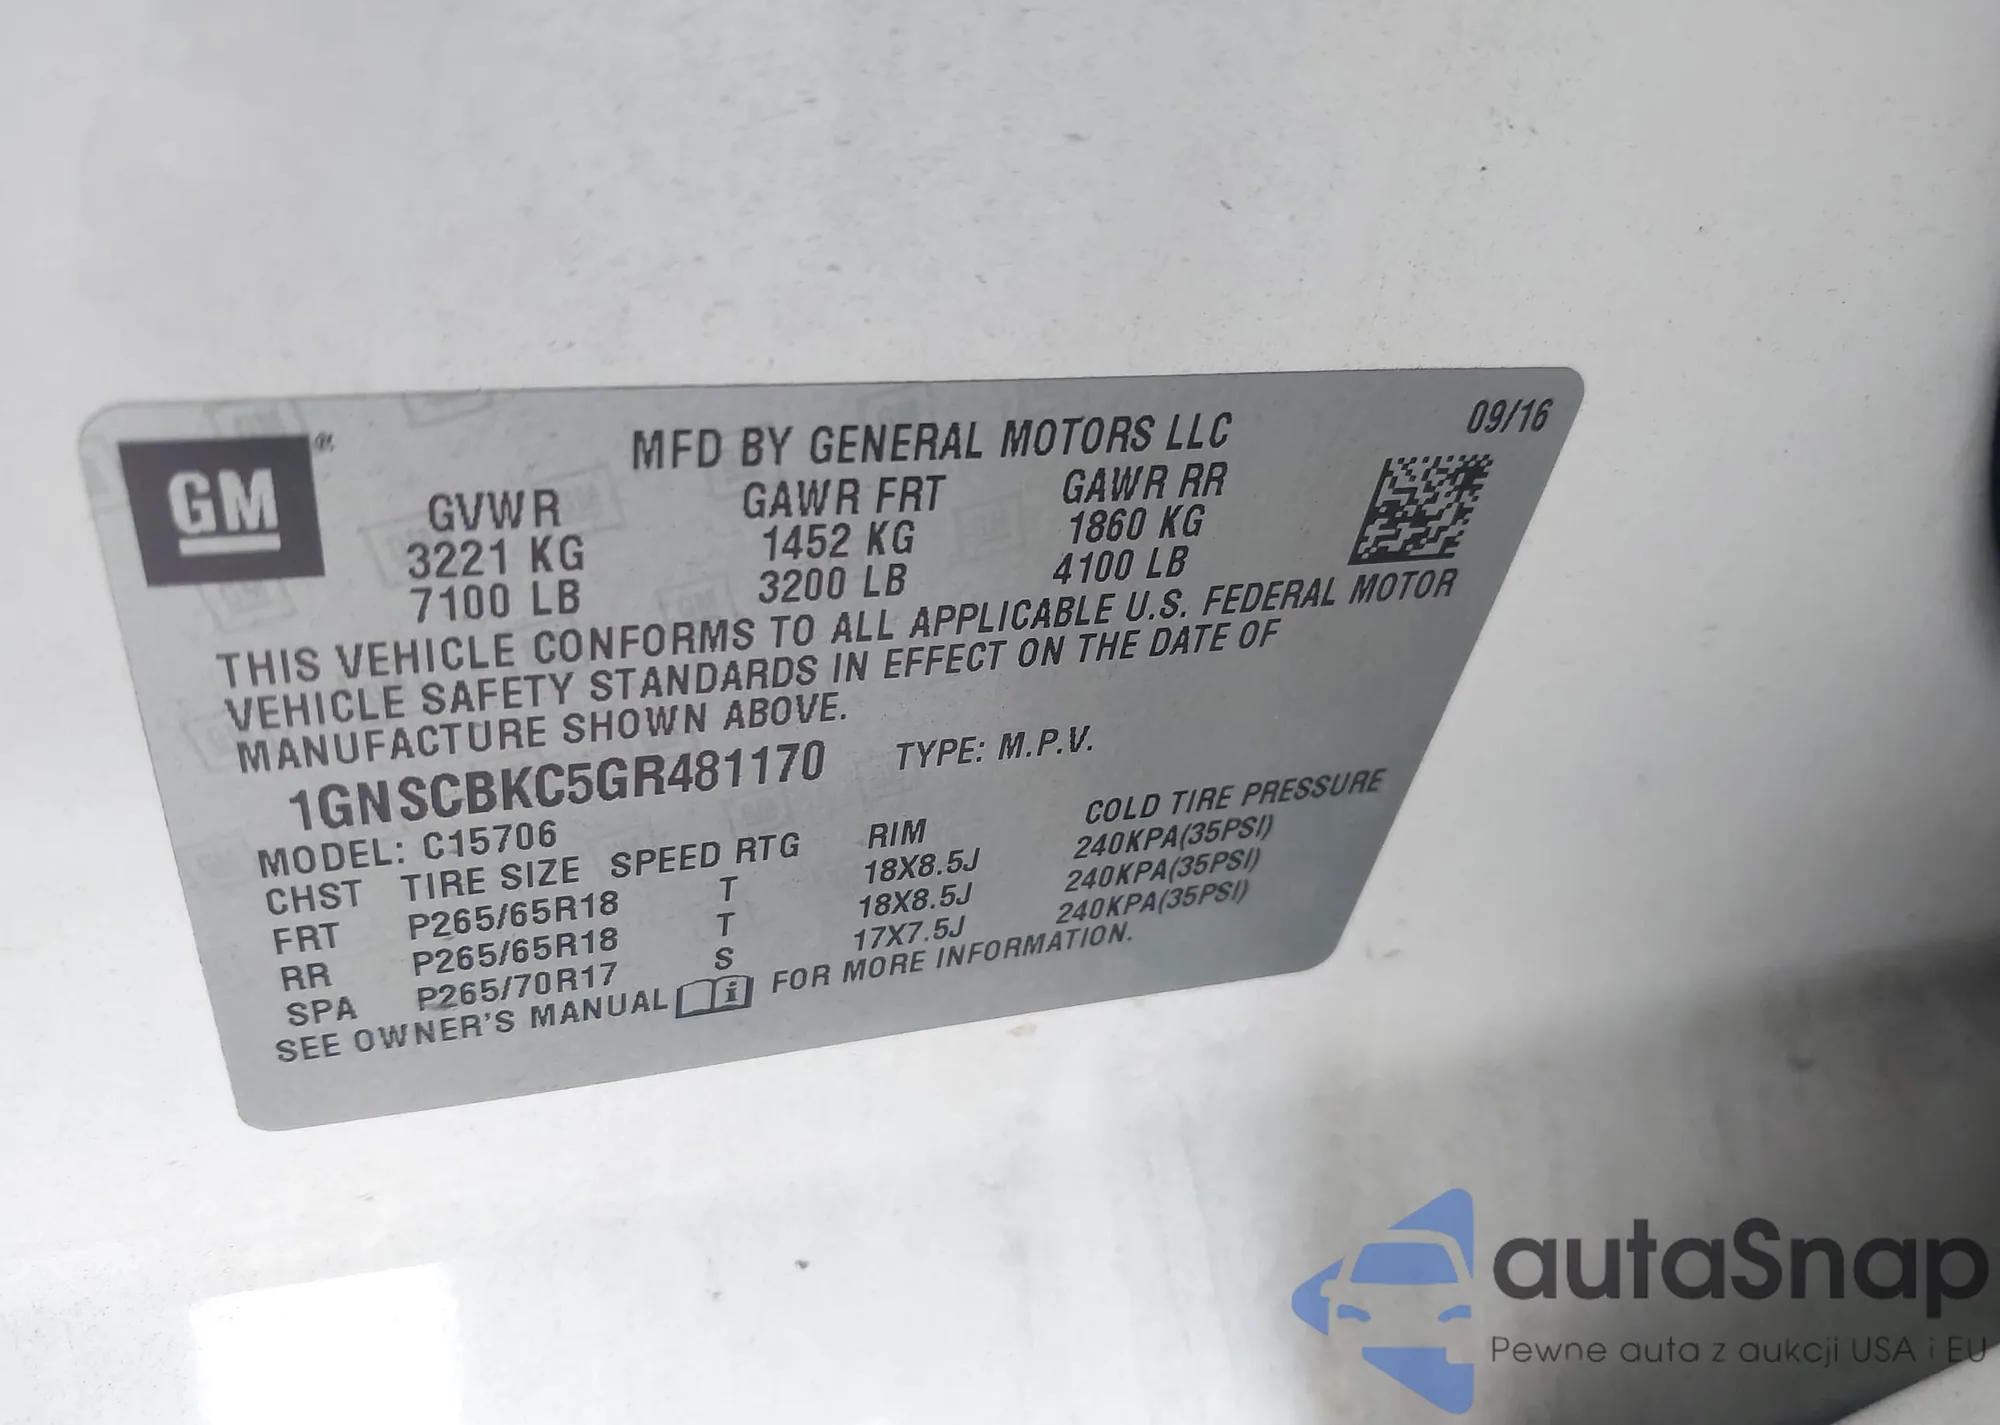 GM
MFD BY GENERAL MOTORS LLC 09/16
GVWR GAWR FRT GAWR RR
3221 KG 1452 KG 1860 KG
7100 LB 3200 LB 4100 LB
THIS VEHICLE CONFORMS TO ALL APPLICABLE U.S. FEDERAL MOTOR
VEHICLE SAFETY STANDARDS IN EFFECT ON THE DATE OF
MANUFACTURE SHOWN ABOVE.
1GNSCBKC5GR481170 TYPE: M.P.V.
MODEL: C15706
CHST TIRE SIZE SPEED RTG RIM COLD TIRE PRESSURE
FRT P265/65R18 T 18X8.5J 240KPA(35PSI)
RR P265/65R18 T 18X8.5J 240KPA(35PSI)
SPA P265/70R17 S 17X7.5J 240KPA(35PSI)
SEE OWNER'S MANUAL FOR MORE INFORMATION.
autaSnap
Pewne auta z aukcji USA i EU